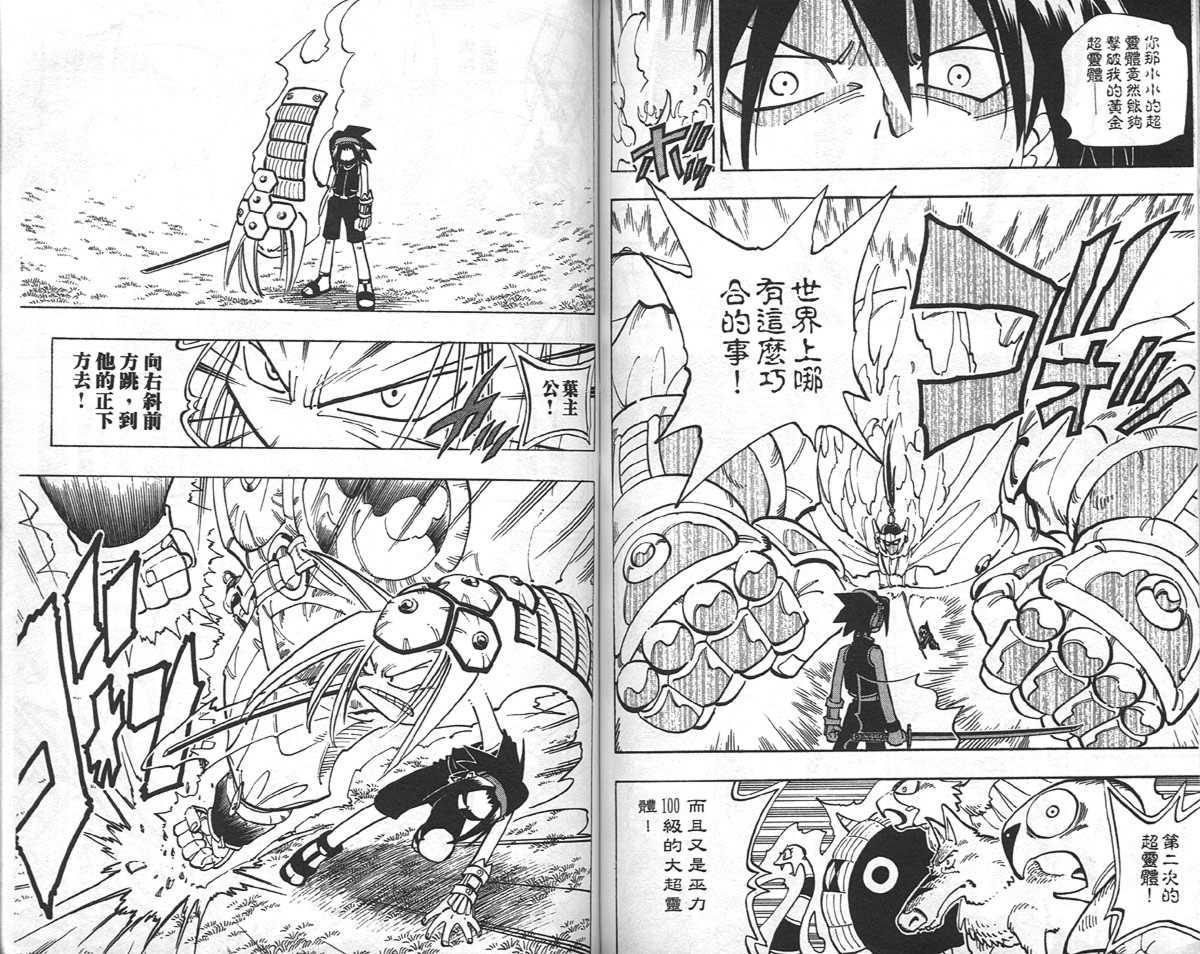 你那小小的超
靈體竟然能夠
擊破我的黃金
超靈體——
ホ
世界上哪
有這麼巧
合的事！
ゴオ
第二次的
超靈體！
而且又是巫力
100級的大超靈
體！
葉主
公！
向右斜前
方跳，到
他的正下
方去！